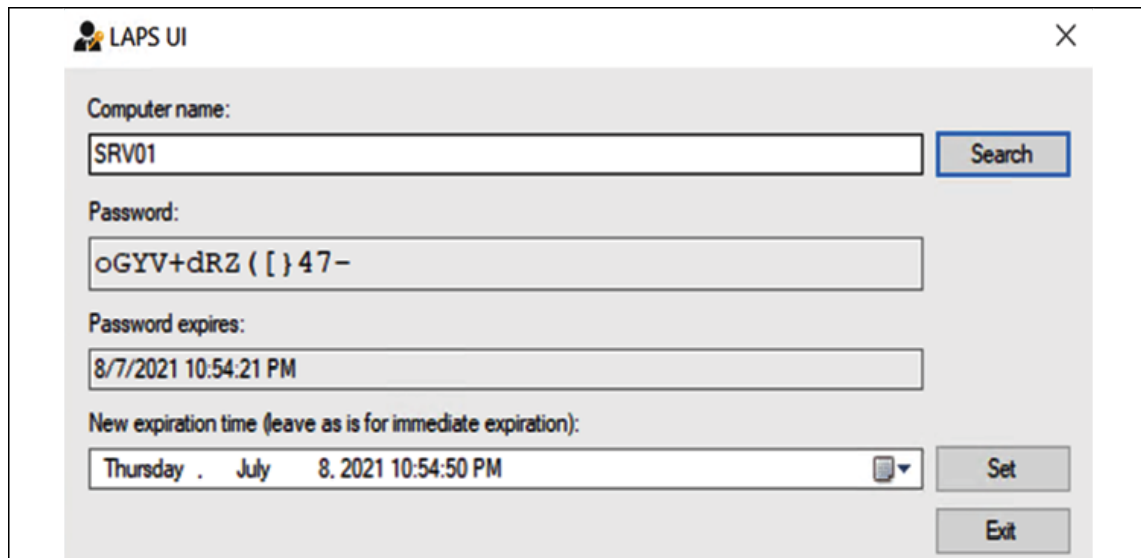 LAPS UI
Computer name:
SRV01
Search
Password:
oGYV+dRZ([}47-
Password expires:
8/7/2021 10:54:21 PM
New expiration time (leave as is for immediate expiration):
Thursday , July 8, 2021 10:54:50 PM
Set
Exit